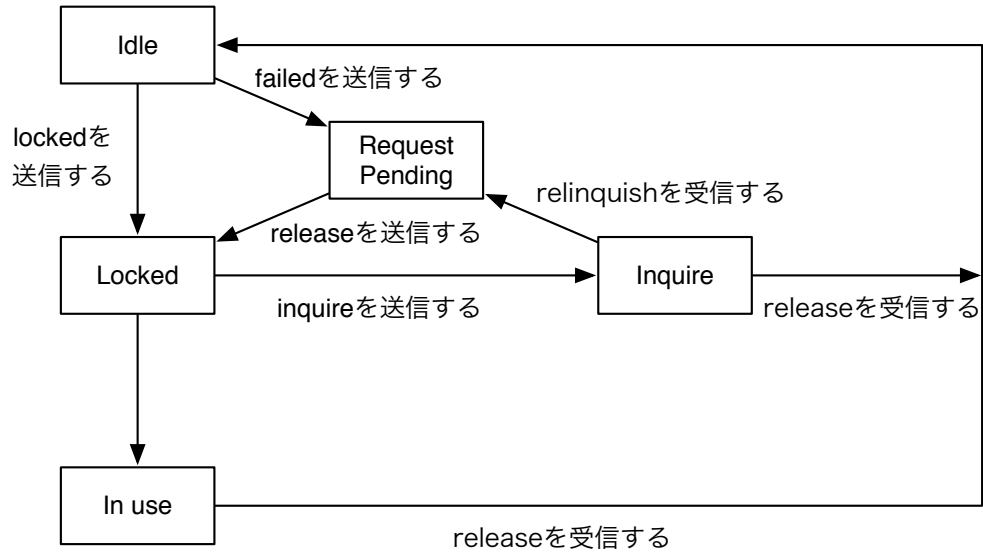 Idle
failedを送信する
lockedを
送信する
Request
Pending
relinquishを受信する
releaseを送信する
Locked
Inquire
inquireを送信する
releaseを受信する
In use
releaseを受信する